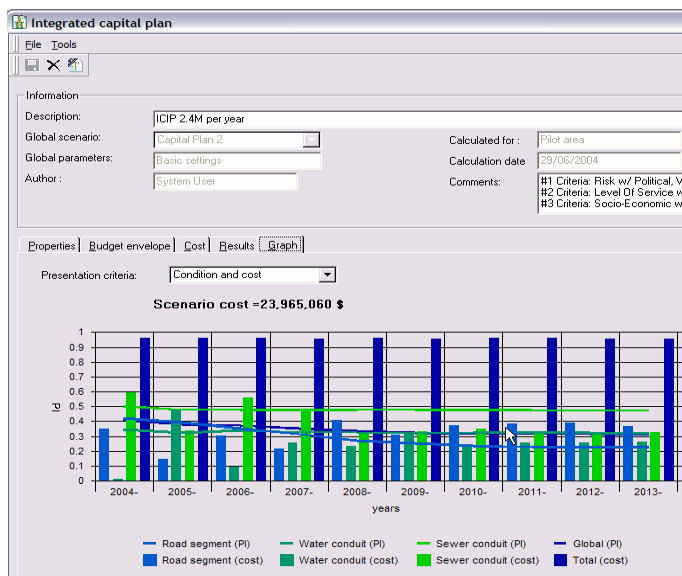 Integrated capital plan
File Tools
Information
Description: ICIP 2.4M per year
Global scenario: Capital Plan 2 Calculated for : Pilot area
Global parameters: Basic settings Calculation date 29/06/2004
Author : System User Comments: #1 Criteria: Risk w/ Political, V
#2 Criteria: Level Of Service w
#3 Criteria: Socio-Economic w
Properties Budget envelope Cost Results Graph
Presentation criteria: Condition and cost
Scenario cost =23,965,060 $
1
0.9
0.8
0.7
0.6
0.5
0.4
0.3
0.2
0.1
0
PI
2004- 2005- 2006- 2007- 2008- 2009- 2010- 2011- 2012- 2013-
years
Road segment (PI) Water conduit (PI) Sewer conduit (PI) Global (PI)
Road segment (cost) Water conduit (cost) Sewer conduit (cost) Total (cost)